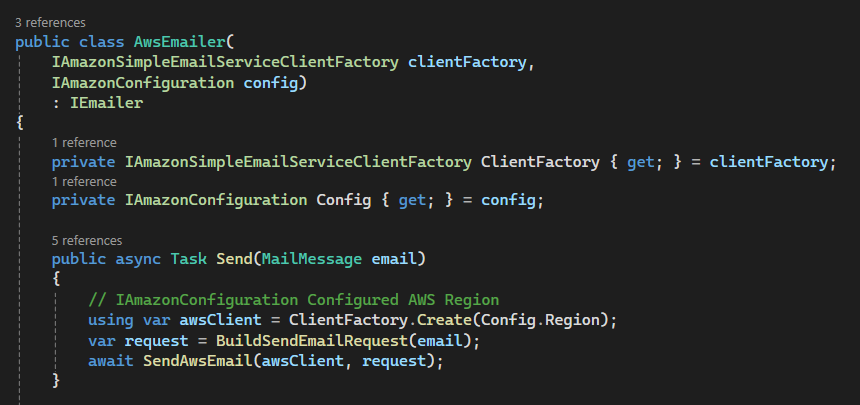 3 references
public class AwsEmailer(
IAmazonSimpleEmailServiceClientFactory clientFactory,
IAmazonConfiguration config)
: IEmailer
{
1 reference
private IAmazonSimpleEmailServiceClientFactory ClientFactory { get; } = clientFactory;
1 reference
private IAmazonConfiguration Config { get; } = config;
5 references
public async Task Send(MailMessage email)
{
// IAmazonConfiguration Configured AWS Region
using var awsClient = ClientFactory.Create(Config.Region);
var request = BuildSendEmailRequest(email);
await SendAwsEmail(awsClient, request);
}